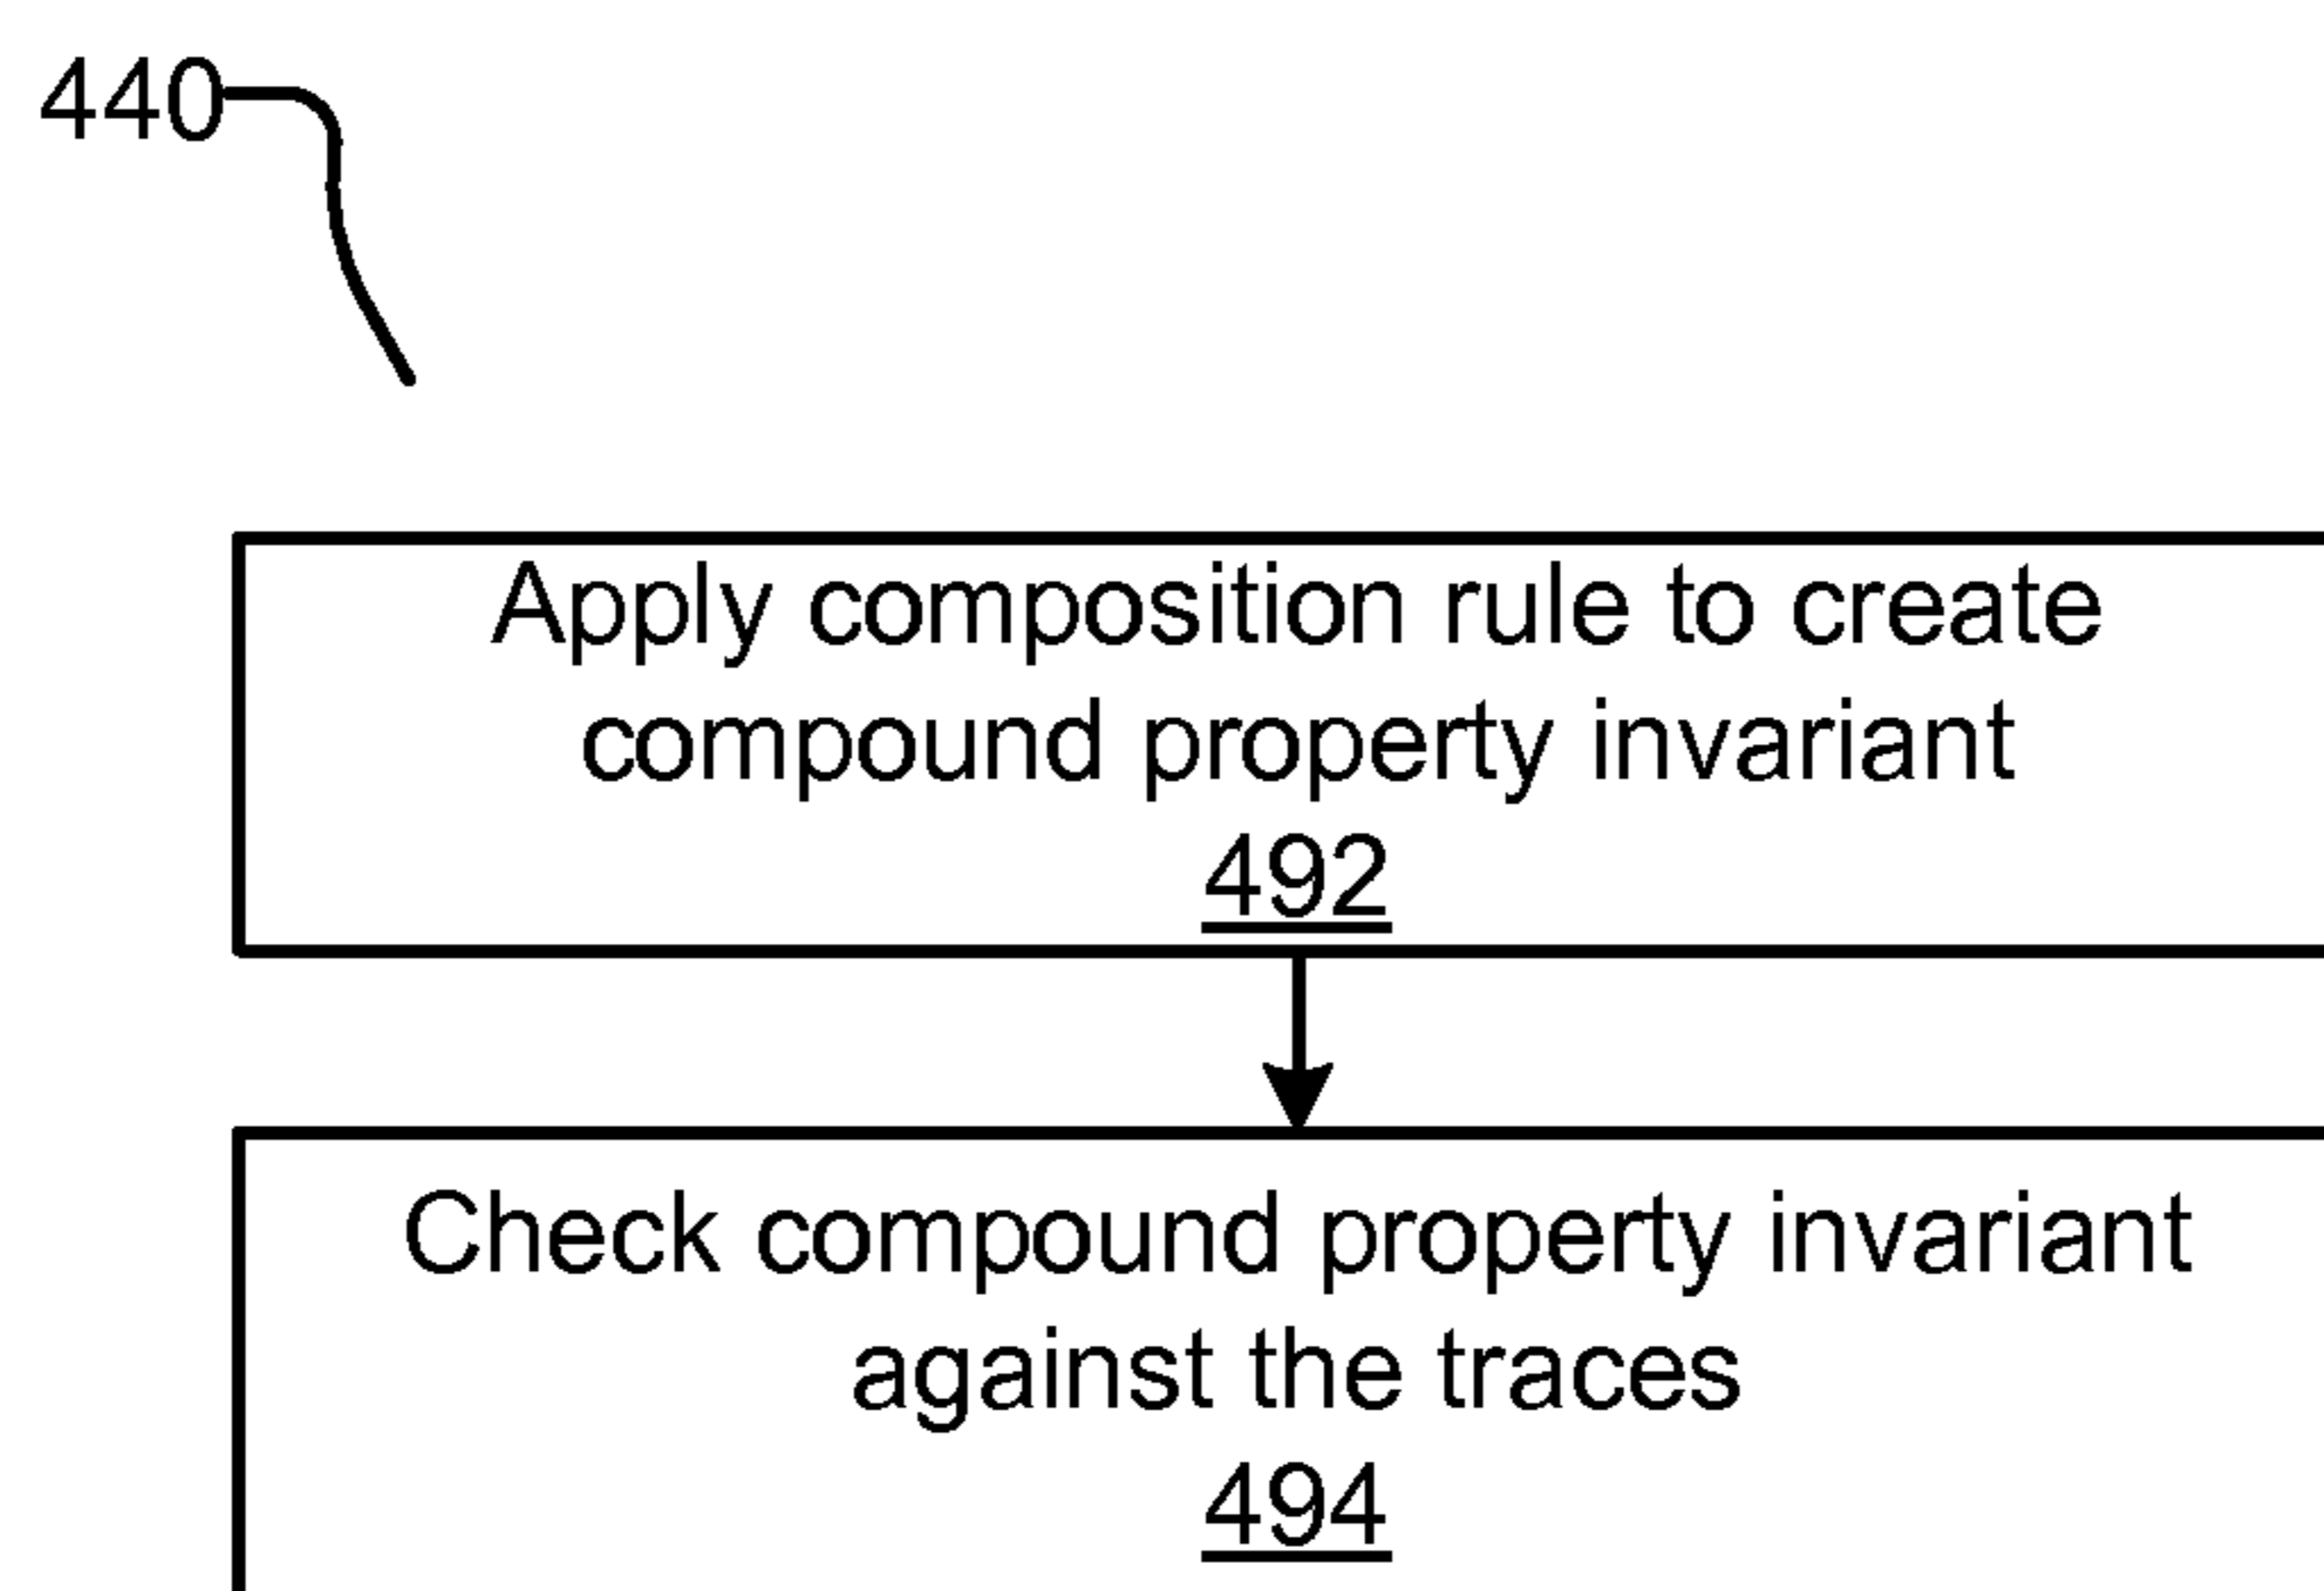 440
Apply composition rule to create
compound property invariant
492
Check compound property invariant
against the traces
494